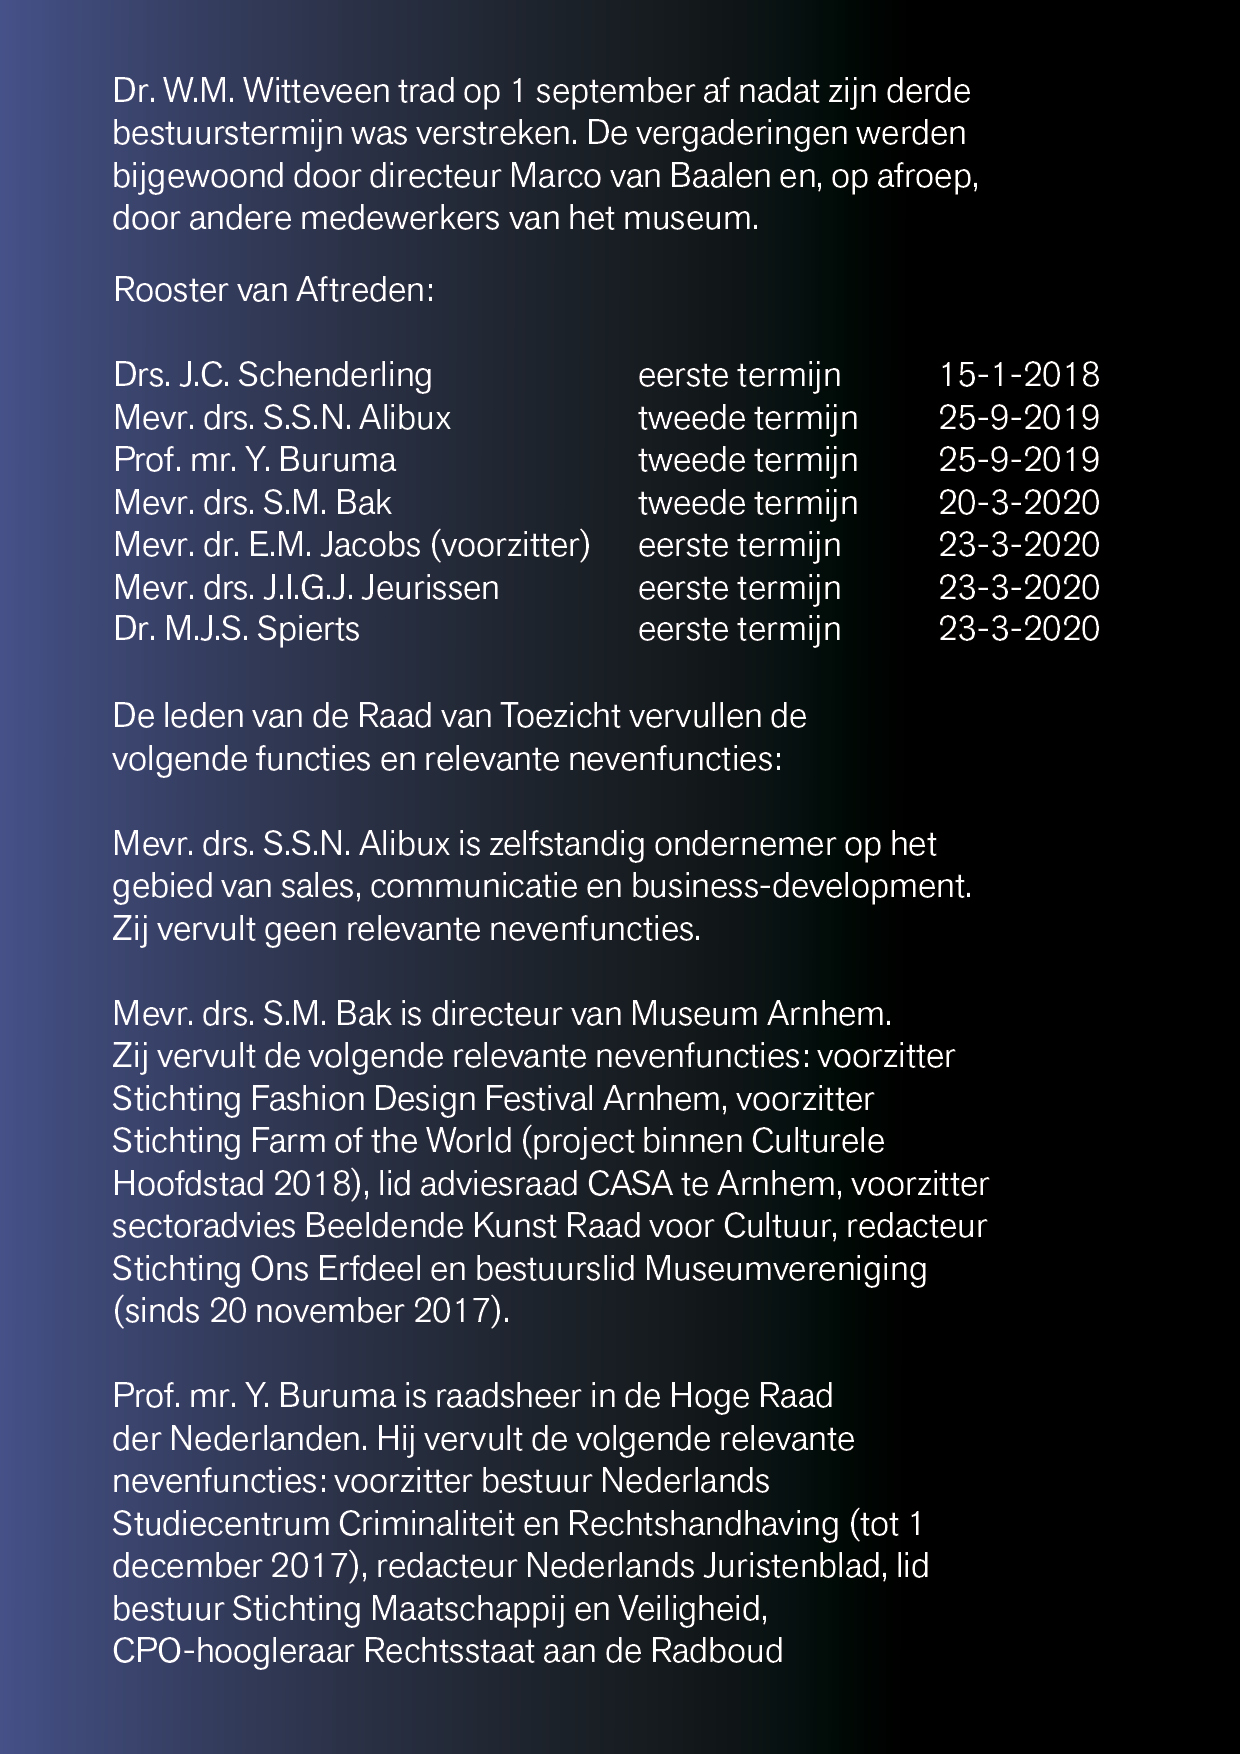 Dr. W.M. Witteveen trad op 1 september af nadat zijn derde
bestuurstermijn was verstreken. De vergaderingen werden
bijgewoond door directeur Marco van Baalen en, op afroep,
door andere medewerkers van het museum.
Rooster van Aftreden:
Drs. J.C. Schenderling eerste termijn 15-1-2018
Mevr. drs. S.S.N. Alibux tweede termijn 25-9-2019
Prof. mr. Y. Buruma tweede termijn 25-9-2019
Mevr. drs. S.M. Bak tweede termijn 20-3-2020
Mevr. dr. E.M. Jacobs (voorzitter) eerste termijn 23-3-2020
Mevr. drs. J.I.G.J. Jeurissen eerste termijn 23-3-2020
Dr. M.J.S. Spierts eerste termijn 23-3-2020
De leden van de Raad van Toezicht vervullen de
volgende functies en relevante nevenfuncties:
Mevr. drs. S.S.N. Alibux is zelfstandig ondernemer op het
gebied van sales, communicatie en business-development.
Zij vervult geen relevante nevenfuncties.
Mevr. drs. S.M. Bak is directeur van Museum Arnhem.
Zij vervult de volgende relevante nevenfuncties: voorzitter
Stichting Fashion Design Festival Arnhem, voorzitter
Stichting Farm of the World (project binnen Culturele
Hoofdstad 2018), lid adviesraad CASA te Arnhem, voorzitter
sectoradvies Beeldende Kunst Raad voor Cultuur, redacteur
Stichting Ons Erfdeel en bestuurslid Museumvereniging
(sinds 20 november 2017).
Prof. mr. Y. Buruma is raadsheer in de Hoge Raad
der Nederlanden. Hij vervult de volgende relevante
nevenfuncties: voorzitter bestuur Nederlands
Studiecentrum Criminaliteit en Rechtshandhaving (tot 1
december 2017), redacteur Nederlands Juristenblad, lid
bestuur Stichting Maatschappij en Veiligheid,
CPO-hoogleraar Rechtsstaat aan de Radboud